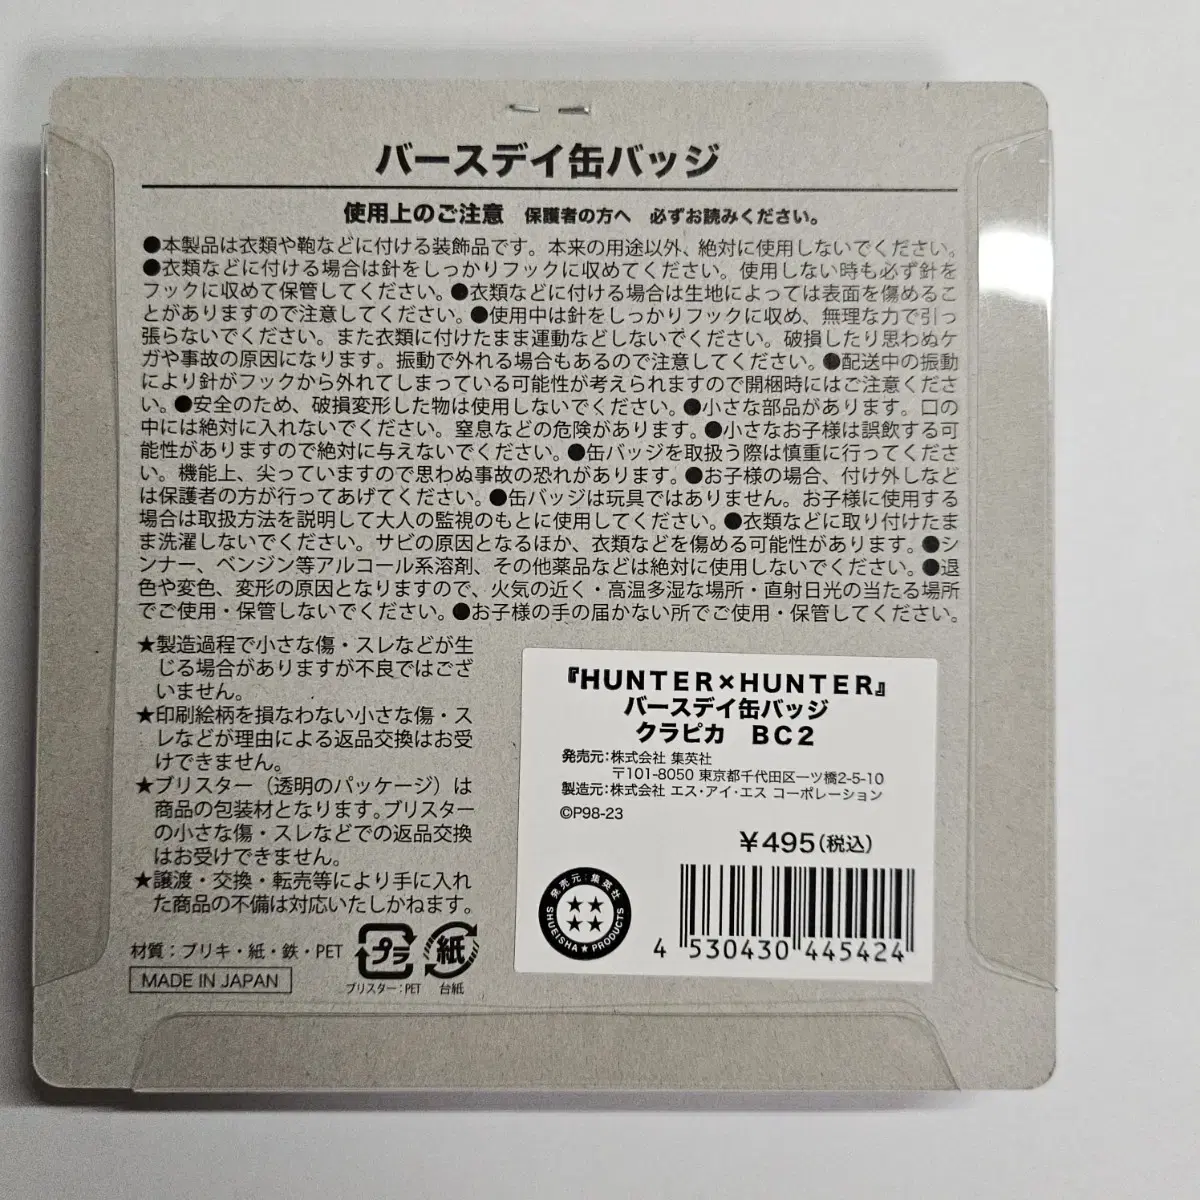 バースデイ缶バッジ
使用上のご注意 保護者の方へ 必ずお読みください。
●本製品は衣類や鞄などに付ける装飾品です。本来の用途以外、絶対に使用しないでください。
●衣類などに付ける場合は針をしっかりフックに収めてください。使用しない時も必ず針を
フックに収めて保管してください。●衣類などに付ける場合は生地によっては表面を傷めるこ
とがありますので注意してください。●使用中は針をしっかりフックに収め、無理な力で引っ
張らないでください。また衣類に付けたまま運動などしないでください。破損したり思わぬケ
ガや事故の原因になります。振動で外れる場合もあるので注意してください。●配送中の振動
により針がフックから外れてしまっている可能性が考えられますので開梱時にはご注意くださ
い。●安全のため、破損変形した物は使用しないでください。●小さな部品があります。口の
中には絶対に入れないでください。窒息などの危険があります。●小さなお子様は誤飲する可
能性がありますので絶対に与えないでください。●缶バッジを取扱う際は慎重に行ってくださ
い。機能上、尖っていますので思わぬ事故の恐れがあります。●お子様の場合、付け外しなど
は保護者の方が行ってあげてください。●缶バッジは玩具ではありません。お子様に使用する
場合は取扱方法を説明して大人の監視のもとに使用してください。●衣類などに取り付けたま
ま洗濯しないでください。サビの原因となるほか、衣類などを傷める可能性があります。●シ
ンナー、ベンジン等アルコール系溶剤、その他薬品などは絶対に使用しないでください。●退
色や変色、変形の原因となりますので、火気の近く・高温多湿な場所・直射日光の当たる場所
でご使用・保管しないでください。●お子様の手の届かない所でご使用・保管してください。
★製造過程で小さな傷・スレなどが生
じる場合がありますが不良ではござ
いません。
★印刷絵柄を損なわない小さな傷・ス
レなどが理由による返品交換はお受
けできません。
★ブリスター（透明のパッケージ）は
商品の包装材となります。ブリスター
の小さな傷・スレなどでの返品交換
はお受けできません。
★譲渡・交換・転売等により手に入れ
た商品の不備は対応いたしかねます。
材質：ブリキ・紙・鉄・PET
MADE IN JAPAN
プラ
ブリスター：PET
紙
台紙
『HUNTER×HUNTER』
バースデイ缶バッジ
クラピカ BC2
発売元：株式会社 集英社
〒101-8050 東京都千代田区一ツ橋2-5-10
製造元：株式会社 エス・アイ・エス コーポレーション
©P98-23
￥495(税込)
発売元：集英社
SHUEISHA★PRODUCTS
4 530430 445424